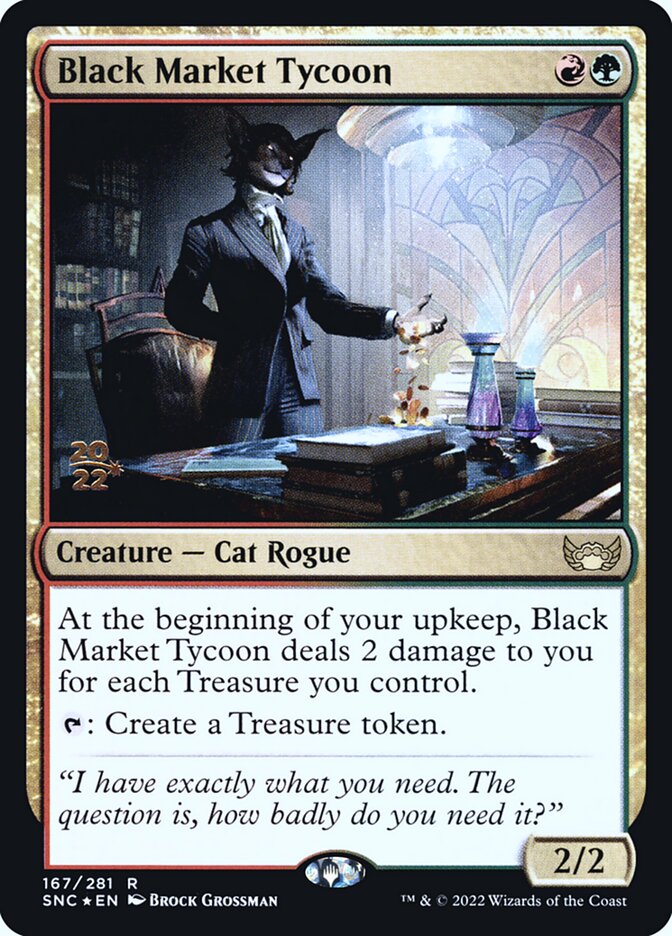 Black Market Tycoon
20
22
Creature — Cat Rogue
At the beginning of your upkeep, Black
Market Tycoon deals 2 damage to you
for each Treasure you control.
: Create a Treasure token.
“I have exactly what you need. The
question is, how badly do you need it?”
2/2
167/281 R
SNC ★ EN Brock Grossman
™ & © 2022 Wizards of the Coast